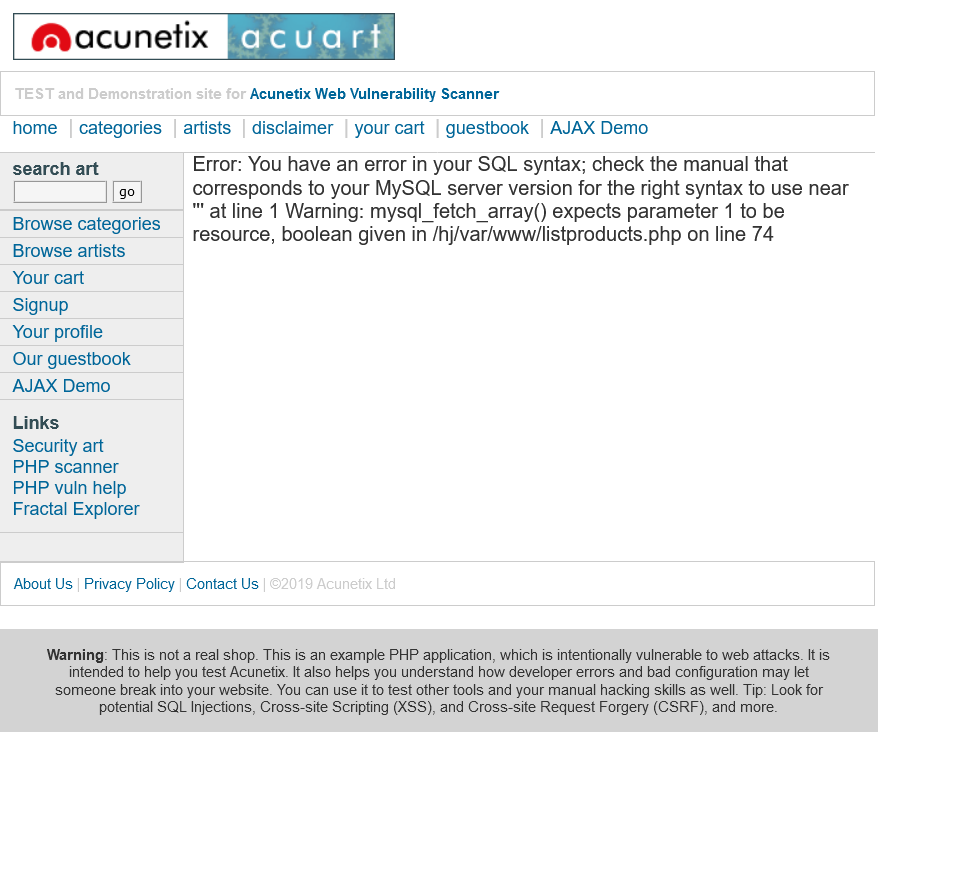 acunetix acuart
TEST and Demonstration site for Acunetix Web Vulnerability Scanner
home | categories | artists | disclaimer | your cart | guestbook | AJAX Demo
search art
go
Browse categories
Browse artists
Your cart
Signup
Your profile
Our guestbook
AJAX Demo
Links
Security art
PHP scanner
PHP vuln help
Fractal Explorer
Error: You have an error in your SQL syntax; check the manual that
corresponds to your MySQL server version for the right syntax to use near
''' at line 1 Warning: mysql_fetch_array() expects parameter 1 to be
resource, boolean given in /hj/var/www/listproducts.php on line 74
About Us | Privacy Policy | Contact Us | ©2019 Acunetix Ltd
Warning: This is not a real shop. This is an example PHP application, which is intentionally vulnerable to web attacks. It is
intended to help you test Acunetix. It also helps you understand how developer errors and bad configuration may let
someone break into your website. You can use it to test other tools and your manual hacking skills as well. Tip: Look for
potential SQL Injections, Cross-site Scripting (XSS), and Cross-site Request Forgery (CSRF), and more.